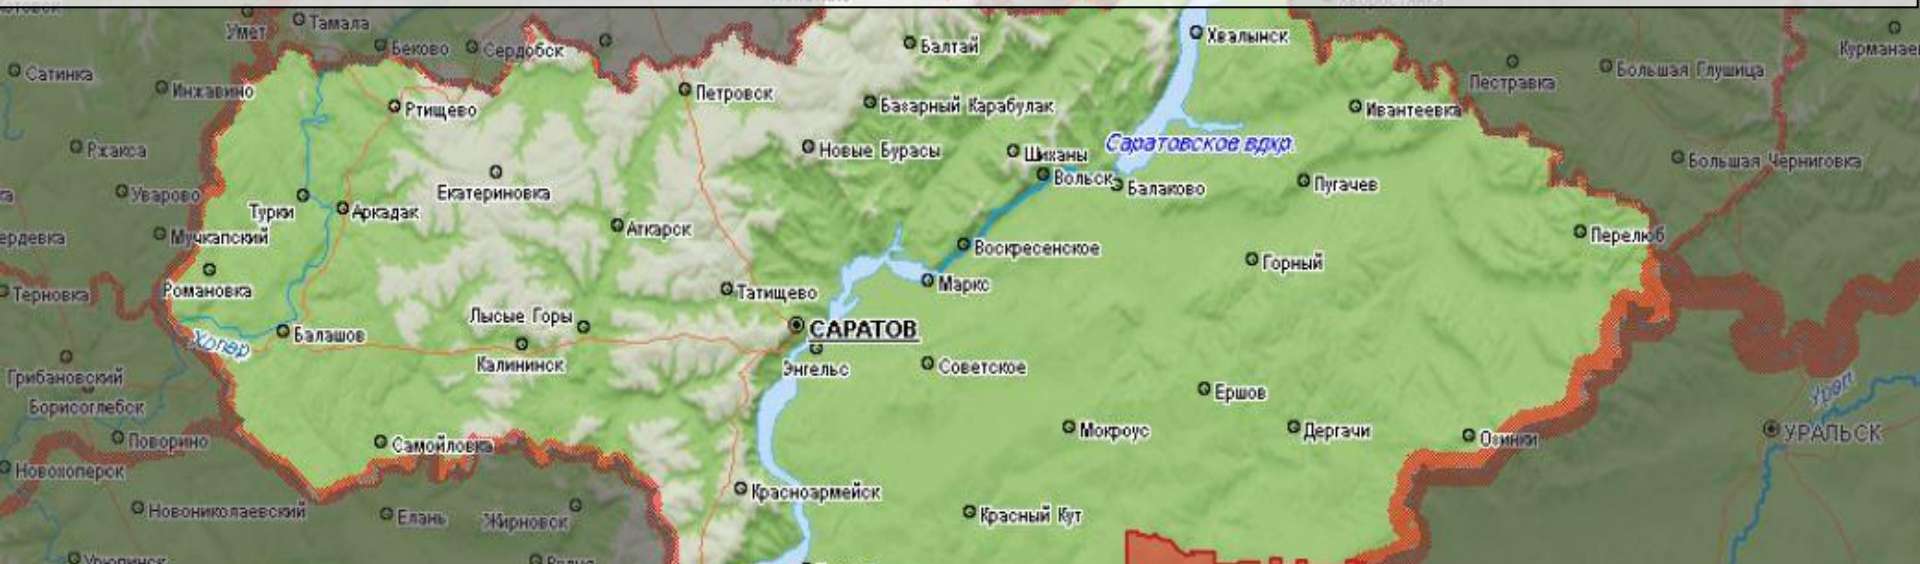 Умет
Тамала
Беково
Сердобск
Балтай
Хвалынск
Сатинка
Инжавино
Ртищево
Петровск
Базарный Карабулак
Ивантеевка
Пестравка
Большая Глушица
Ржакса
Новые Бурасы
Шиханы
Саратовское вдхр.
Большая Черниговка
Уварово
Екатериновка
Вольск
Балаково
Пугачев
Турки
Аркадак
Аткарск
Мучкапский
Воскресенское
Горный
Перелюб
Терновка
Романовка
Татищево
Маркс
Лысые Горы
САРАТОВ
Хопер
Балашов
Калининск
Энгельс
Советское
Грибановский
Борисоглебск
Ершов
Урал
Поворино
Самойловка
Мокроус
Дергачи
Озинки
УРАЛЬСК
Новохоперск
Красноармейск
Новониколаевский
Елань
Жирновск
Красный Кут
Урюпинск